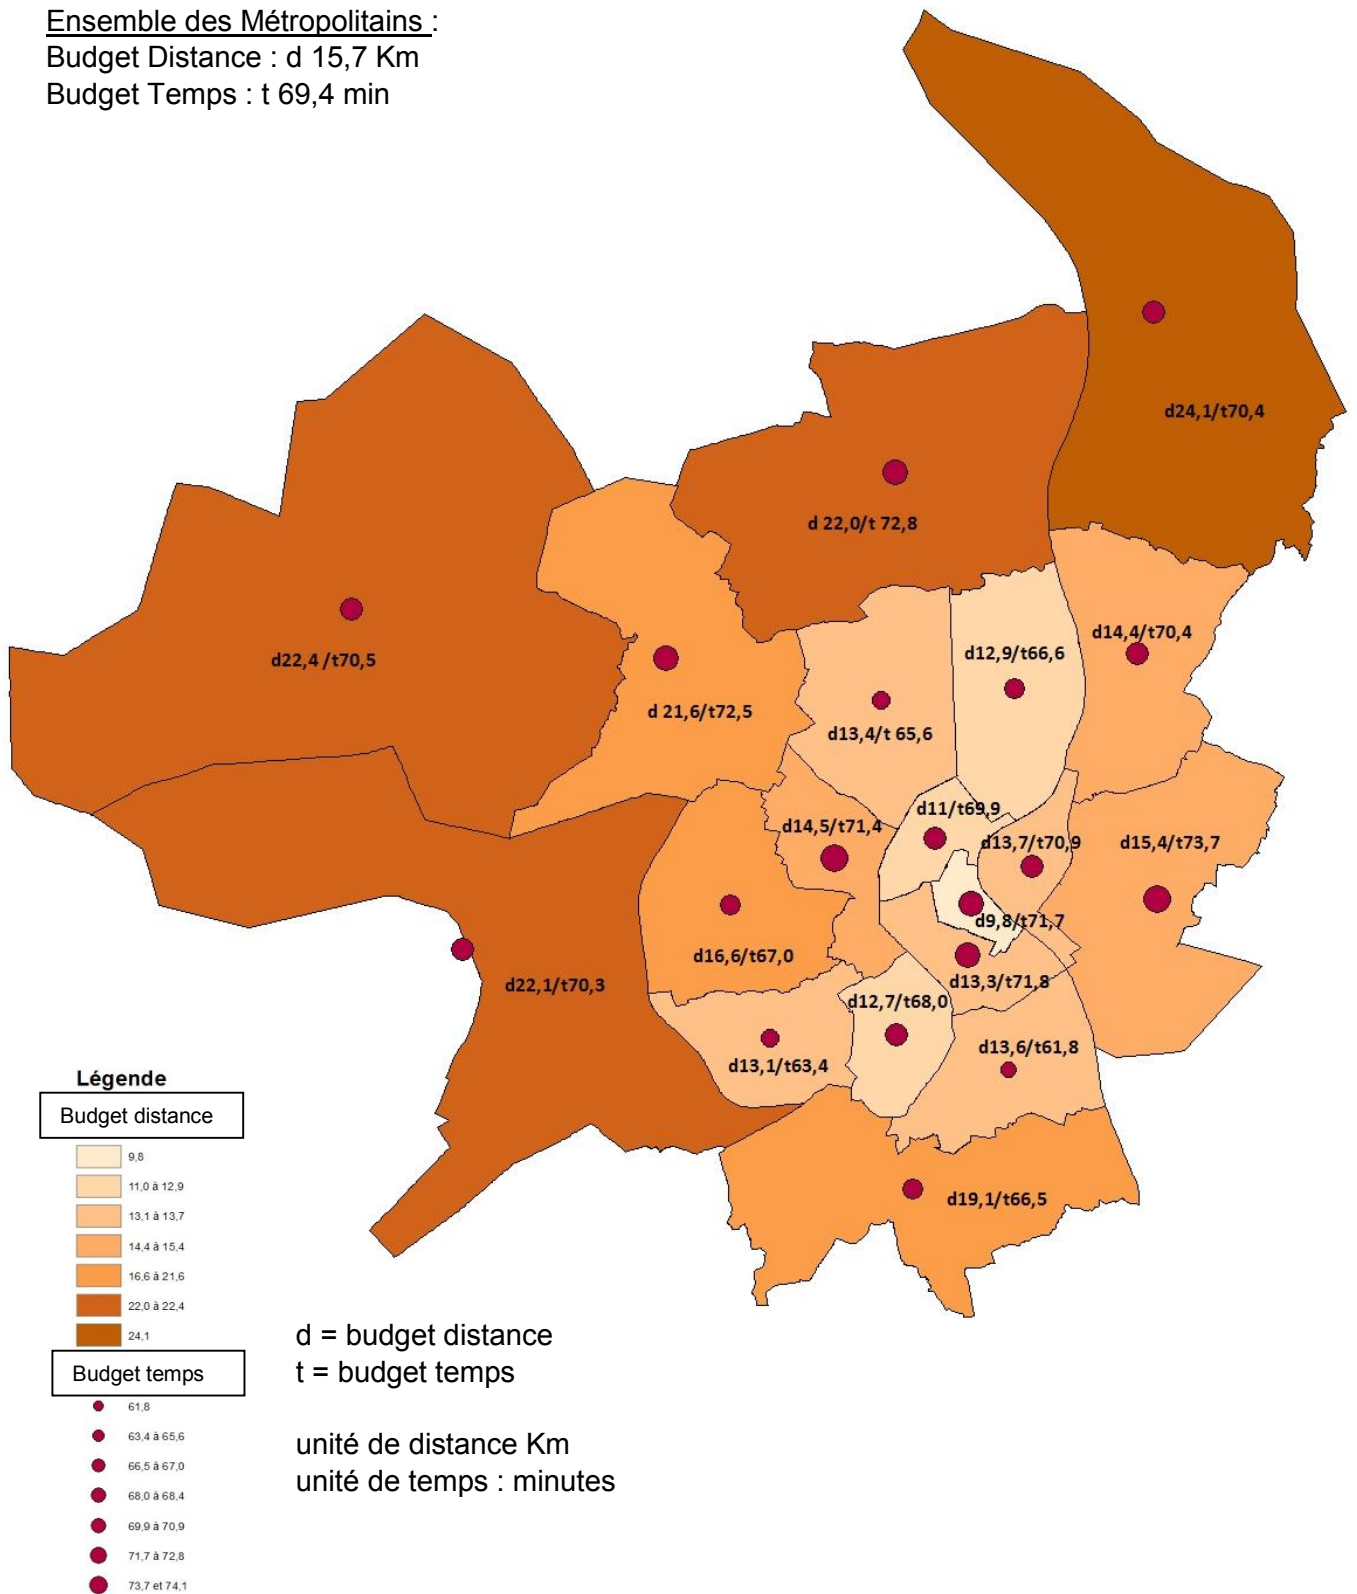 Ensemble des Métropolitains :
Budget Distance : d 15,7 Km
Budget Temps : t 69,4 min
d24,1/t70,4
d 22,0/t 72,8
d14,4/t70,4
d12,9/t66,6
d22,4 /t70,5
d 21,6/t72,5
d13,4/t 65,6
d11/t69,9
d14,5/t71,4
d13,7/t70,9
d15,4/t73,7
d9,8/t71,7
d16,6/t67,0
d22,1/t70,3
d13,3/t71,8
d12,7/t68,0
d13,6/t61,8
d13,1/t63,4
d19,1/t66,5
Légende
Budget distance
9,8
11,0 à 12,9
13,1 à 13,7
14,4 à 15,4
16,6 à 21,6
22,0 à 22,4
24,1
Budget temps
61,8
63,4 à 65,6
66,5 à 67,0
68,0 à 68,4
69,9 à 70,9
71,7 à 72,8
73,7 et 74,1
d = budget distance
t = budget temps
unité de distance Km
unité de temps : minutes